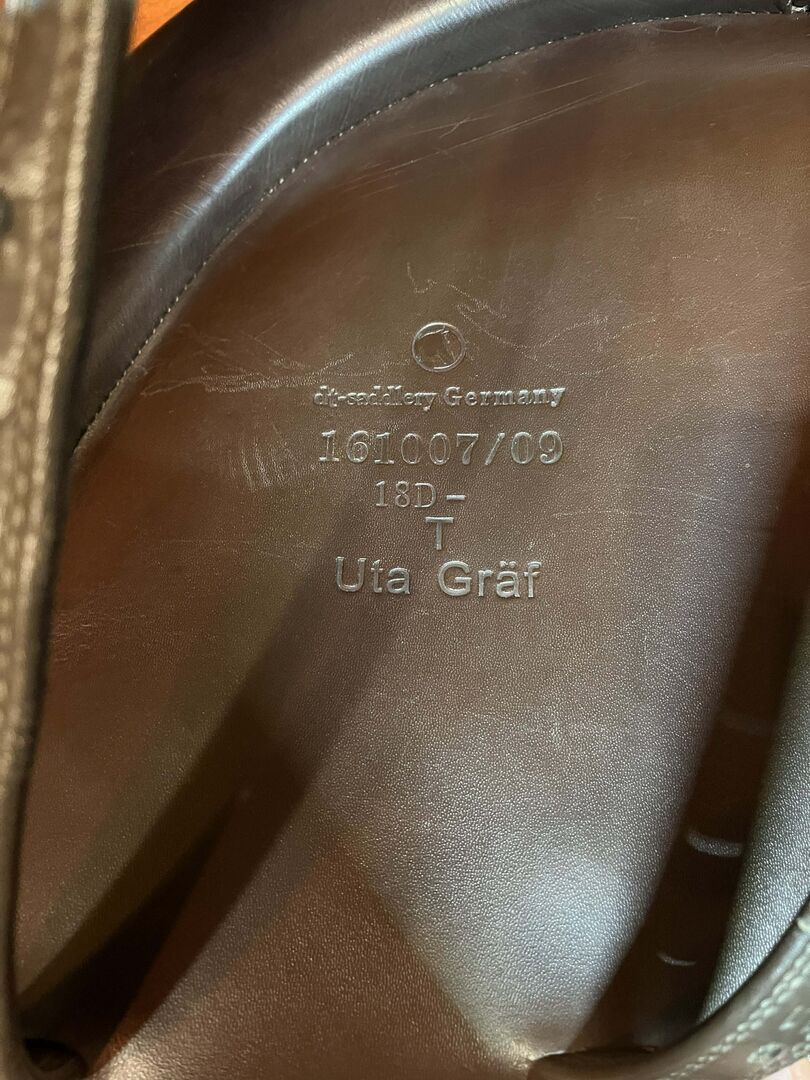 dt-saddlery Germany
161007/09
18D-
T
Uta Gräf